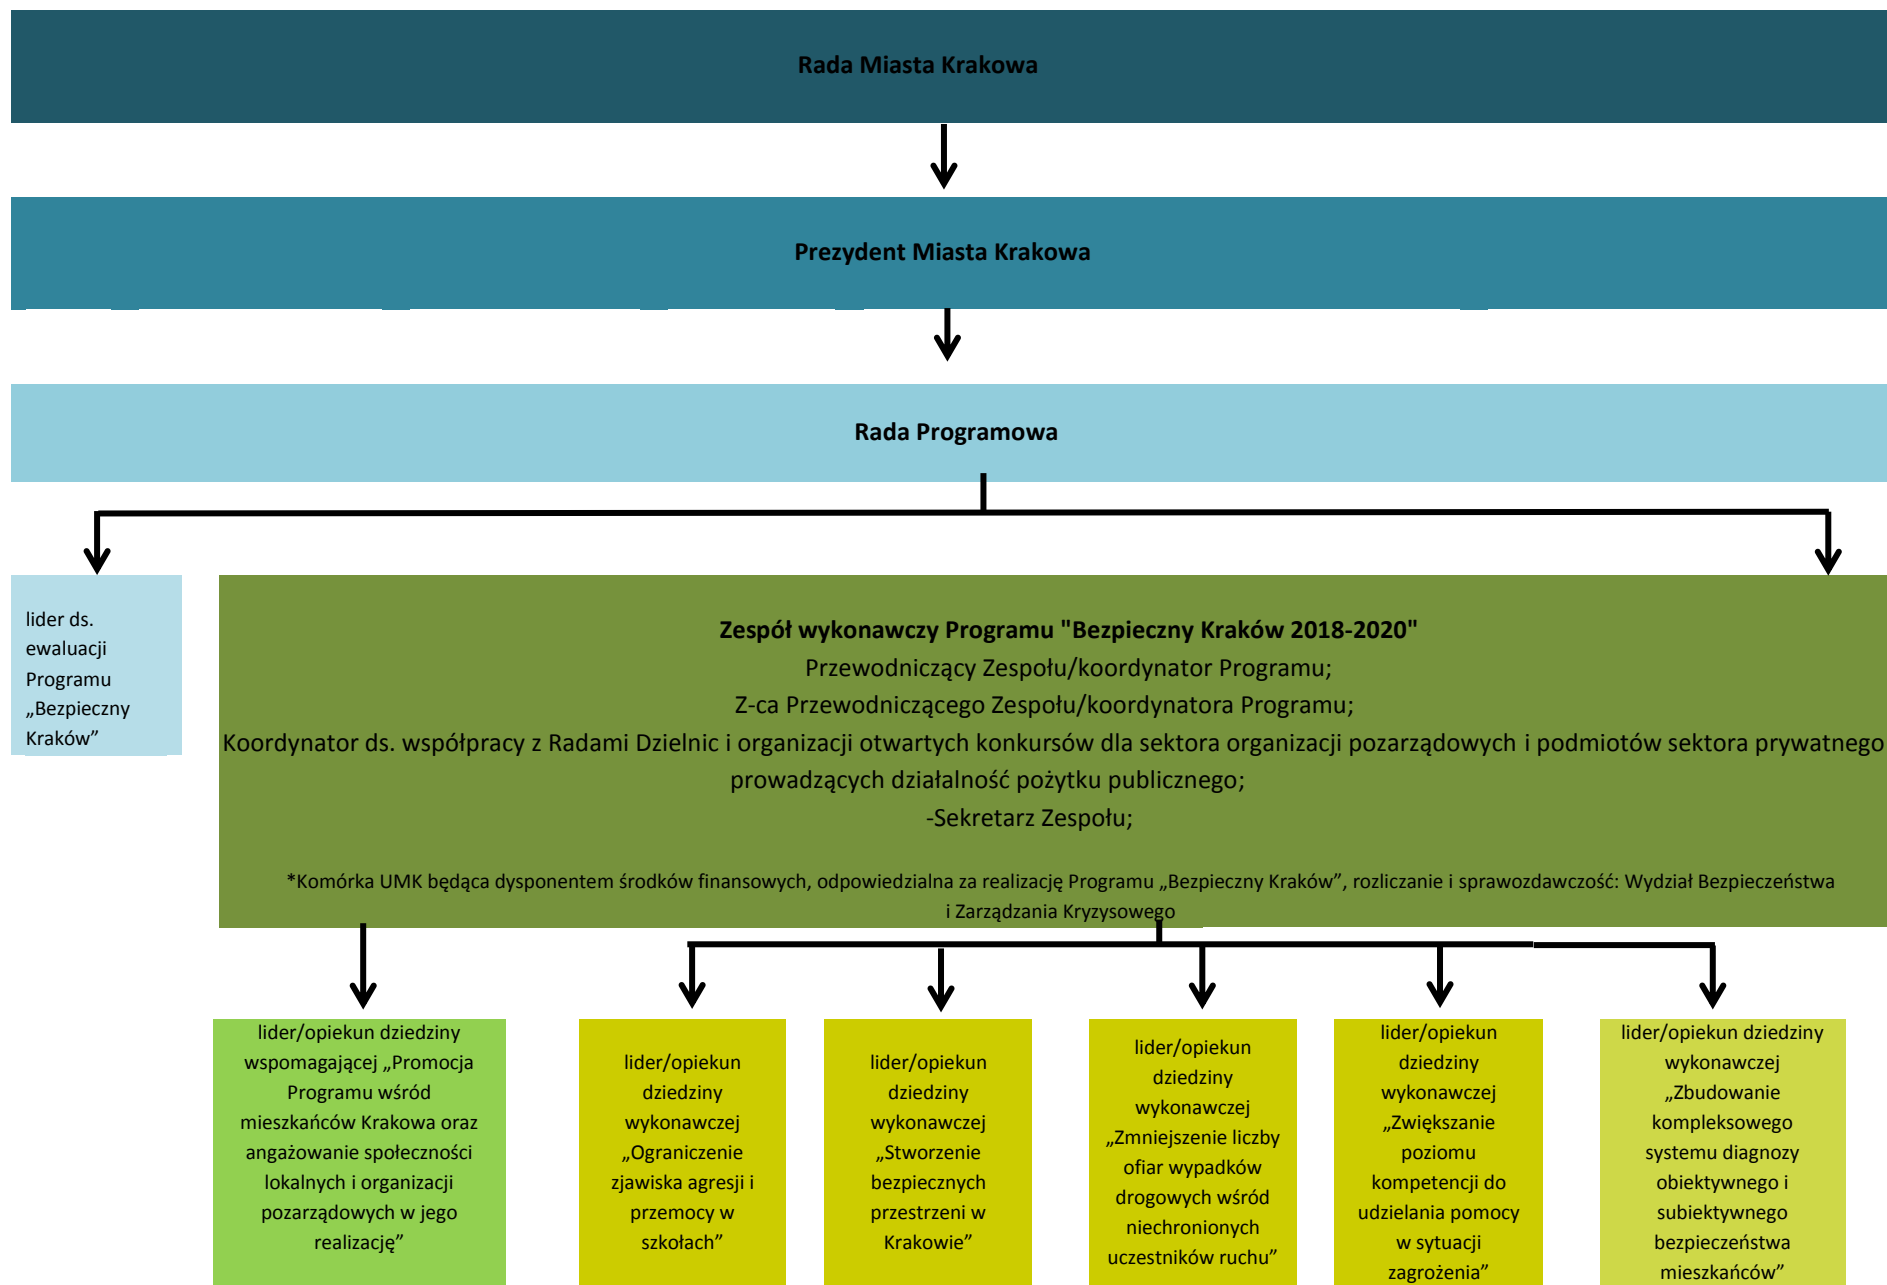 Rada Miasta Krakowa
Prezydent Miasta Krakowa
Rada Programowa
lider ds.
ewaluacji
Programu
„Bezpieczny
Kraków”
Zespół wykonawczy Programu "Bezpieczny Kraków 2018-2020"
Przewodniczący Zespołu/koordynator Programu;
Z-ca Przewodniczącego Zespołu/koordynatora Programu;
Koordynator ds. współpracy z Radami Dzielnic i organizacji otwartych konkursów dla sektora organizacji pozarządowych i podmiotów sektora prywatnego
prowadzących działalność pożytku publicznego;
-Sekretarz Zespołu;
*Komórka UMK będąca dysponentem środków finansowych, odpowiedzialna za realizację Programu „Bezpieczny Kraków”, rozliczanie i sprawozdawczość: Wydział Bezpieczeństwa
i Zarządzania Kryzysowego
lider/opiekun dziedziny
wspomagającej „Promocja
Programu wśród
mieszkańców Krakowa oraz
angażowanie społeczności
lokalnych i organizacji
pozarządowych w jego
realizację”
lider/opiekun
dziedziny
wykonawczej
„Ograniczenie
zjawiska agresji i
przemocy w
szkołach”
lider/opiekun
dziedziny
wykonawczej
„Stworzenie
bezpiecznych
przestrzeni w
Krakowie”
lider/opiekun
dziedziny
wykonawczej
„Zmniejszenie liczby
ofiar wypadków
drogowych wśród
niechronionych
uczestników ruchu”
lider/opiekun
dziedziny
wykonawczej
„Zwiększanie
poziomu
kompetencji do
udzielania pomocy
w sytuacji
zagrożenia”
lider/opiekun dziedziny
wykonawczej
„Zbudowanie
kompleksowego
systemu diagnozy
obiektywnego i
subiektywnego
bezpieczeństwa
mieszkańców”